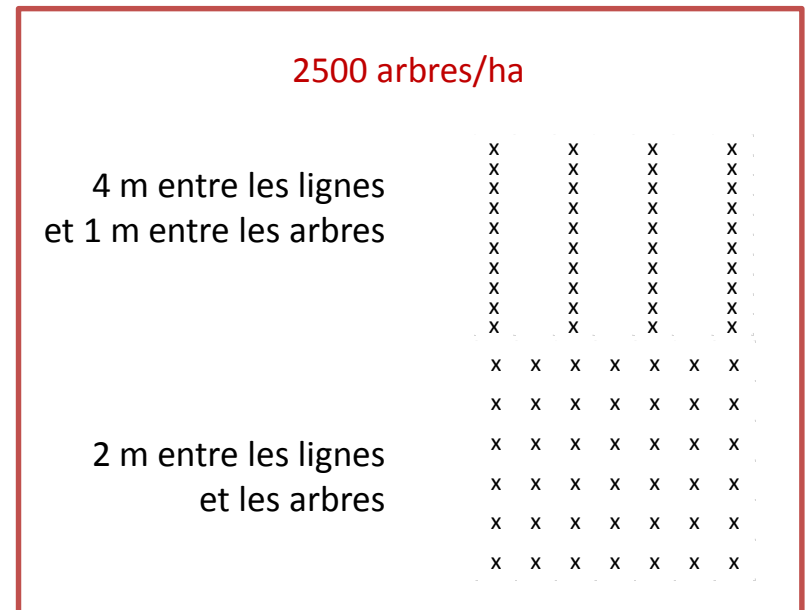 2500 arbres/ha
4 m entre les lignes
et 1 m entre les arbres
x x x x
x x x x
x x x x
x x x x
x x x x
x x x x
x x x x
x x x x
x x x x
x x x x
2 m entre les lignes
et les arbres
x x x x x x x
x x x x x x x
x x x x x x x
x x x x x x x
x x x x x x x
x x x x x x x